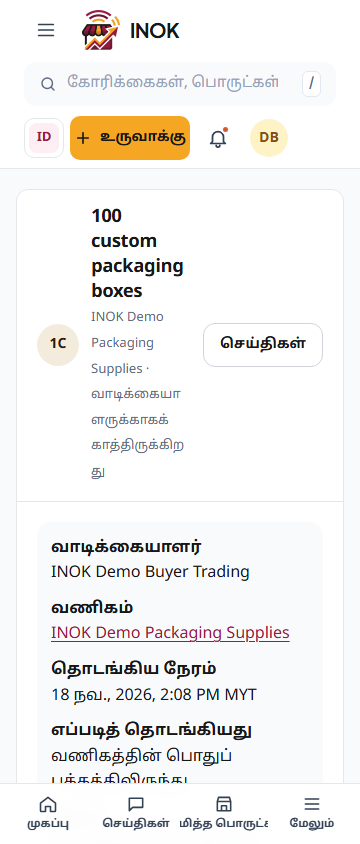 INOK
கோரிக்கைகள், பொருட்கள்
/
ID
+ உருவாக்கு
DB
100
custom
packaging
boxes
1C
INOK Demo
Packaging
Supplies ·
வாடிக்கையா
ளருக்காகக்
காத்திருக்கிற
து
செய்திகள்
வாடிக்கையாளர்
INOK Demo Buyer Trading
வணிகம்
INOK Demo Packaging Supplies
தொடங்கிய நேரம்
18 நவ., 2026, 2:08 PM MYT
எப்படித் தொடங்கியது
வணிகத்தின் பொதுப்
பக்கத்திலிருந்து
முகப்பு
செய்திகள்
மித்த பொருட்க
மேலும்